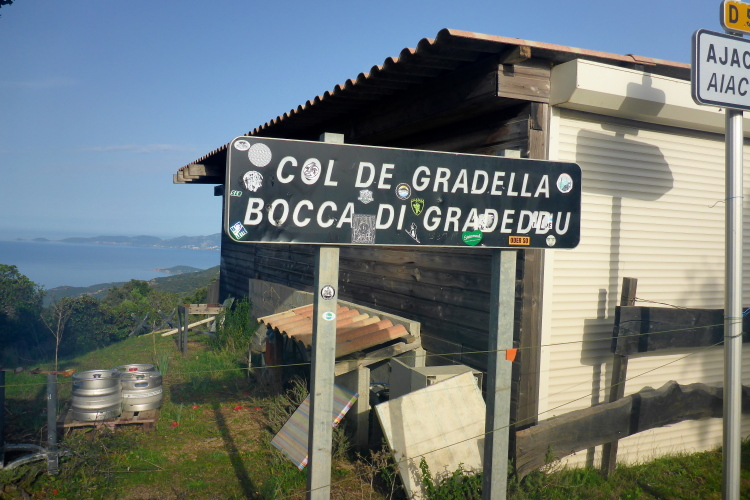 COL DE GRADELLA
BOCCA DI GRADEDDU
D
AJAC
AIAC